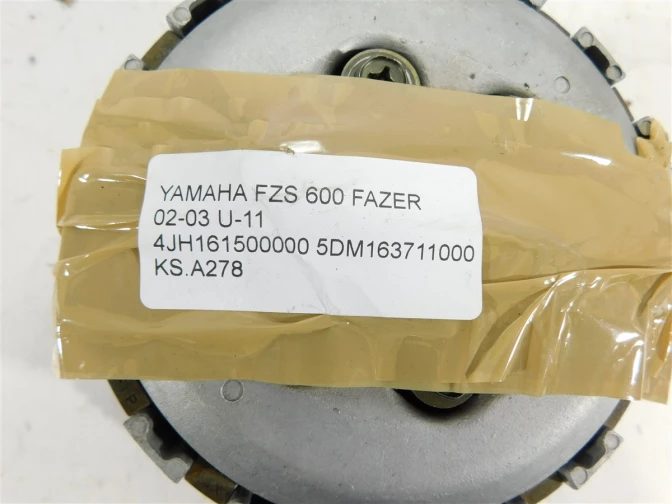 YAMAHA FZS 600 FAZER
02-03 U-11
4JH161500000 5DM163711000
KS.A278